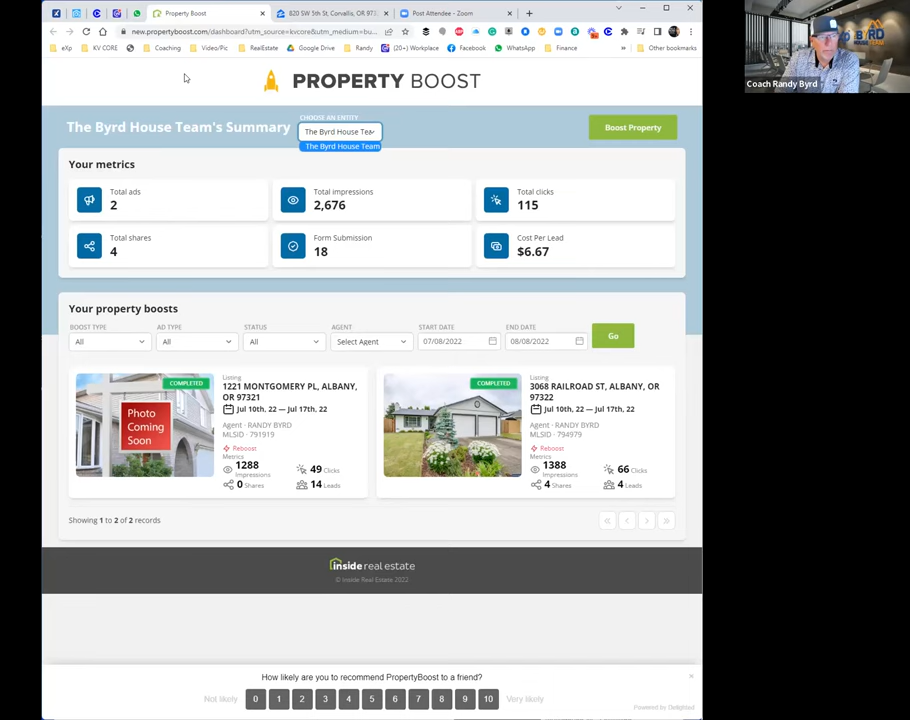 Property Boost
820 SW 5th St, Corvallis, OR 973
Post Attendee - Zoom
new.propertyboost.com/dashboard?utm_source=kvcore&utm_medium=bu...
eXp
KV CORE
Coaching
Video/Pic
RealEstate
Google Drive
Randy
(20+) Workplace
Facebook
WhatsApp
Finance
Other bookmarks
PROPERTY BOOST
The Byrd House Team's Summary
CHOOSE AN ENTITY
The Byrd House Tea
The Byrd House Team
Boost Property
Your metrics
Total ads
2
Total impressions
2,676
Total clicks
115
Total shares
4
Form Submission
18
Cost Per Lead
$6.67
Your property boosts
BOOST TYPE
AD TYPE
STATUS
AGENT
START DATE
END DATE
All
All
All
Select Agent
07/08/2022
08/08/2022
Go
COMPLETED
Photo
Coming
Soon
Listing
1221 MONTGOMERY PL, ALBANY,
OR 97321
Jul 10th, 22 — Jul 17th, 22
Agent - RANDY BYRD
MLSID - 791919
Reboost
Metrics
1288
Impressions
49 Clicks
0 Shares
14 Leads
COMPLETED
Listing
3068 RAILROAD ST, ALBANY, OR
97322
Jul 10th, 22 — Jul 17th, 22
Agent - RANDY BYRD
MLSID - 794979
Reboost
Metrics
1388
Impressions
66 Clicks
4 Shares
4 Leads
Showing 1 to 2 of 2 records
« ‹ › »
inside real estate
© Inside Real Estate 2022
How likely are you to recommend PropertyBoost to a friend?
Not likely 0 1 2 3 4 5 6 7 8 9 10 Very likely
Powered by Delighted
BYRD
HOUSE TEAM
Coach Randy Byrd